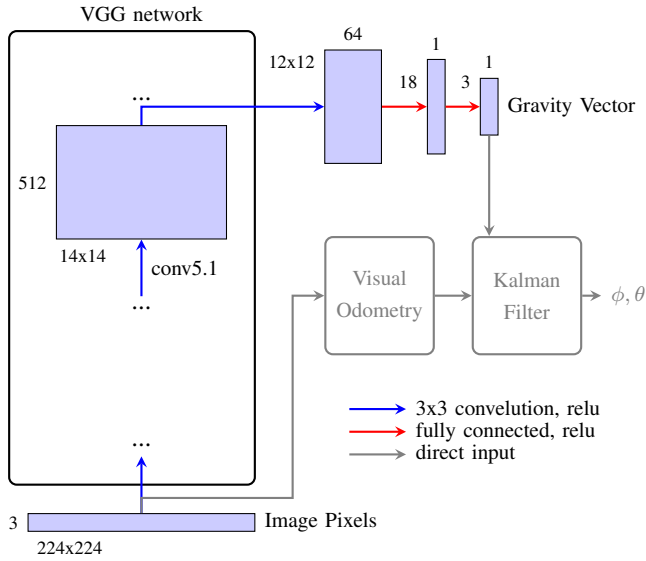 VGG network
64
1
1
12x12
18
3
...
Gravity Vector
512
14x14
conv5.1
...
Visual
Odometry
Kalman
Filter
ϕ, θ
3x3 convelution, relu
fully connected, relu
direct input
...
3
Image Pixels
224x224